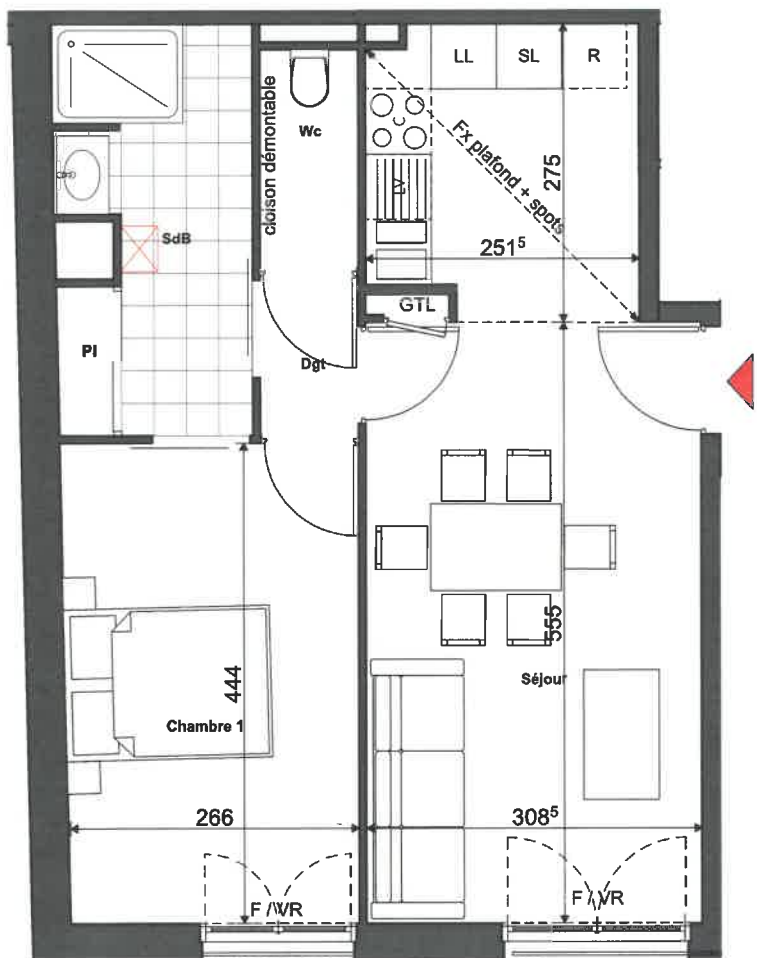 LL
SL
R
cloison démontable
Wc
Fx plafond + spots
275
LV
SdB
251⁵
GTL
Pl
Dgt
444
555
Séjour
Chambre 1
266
308⁵
F / VR
F / VR